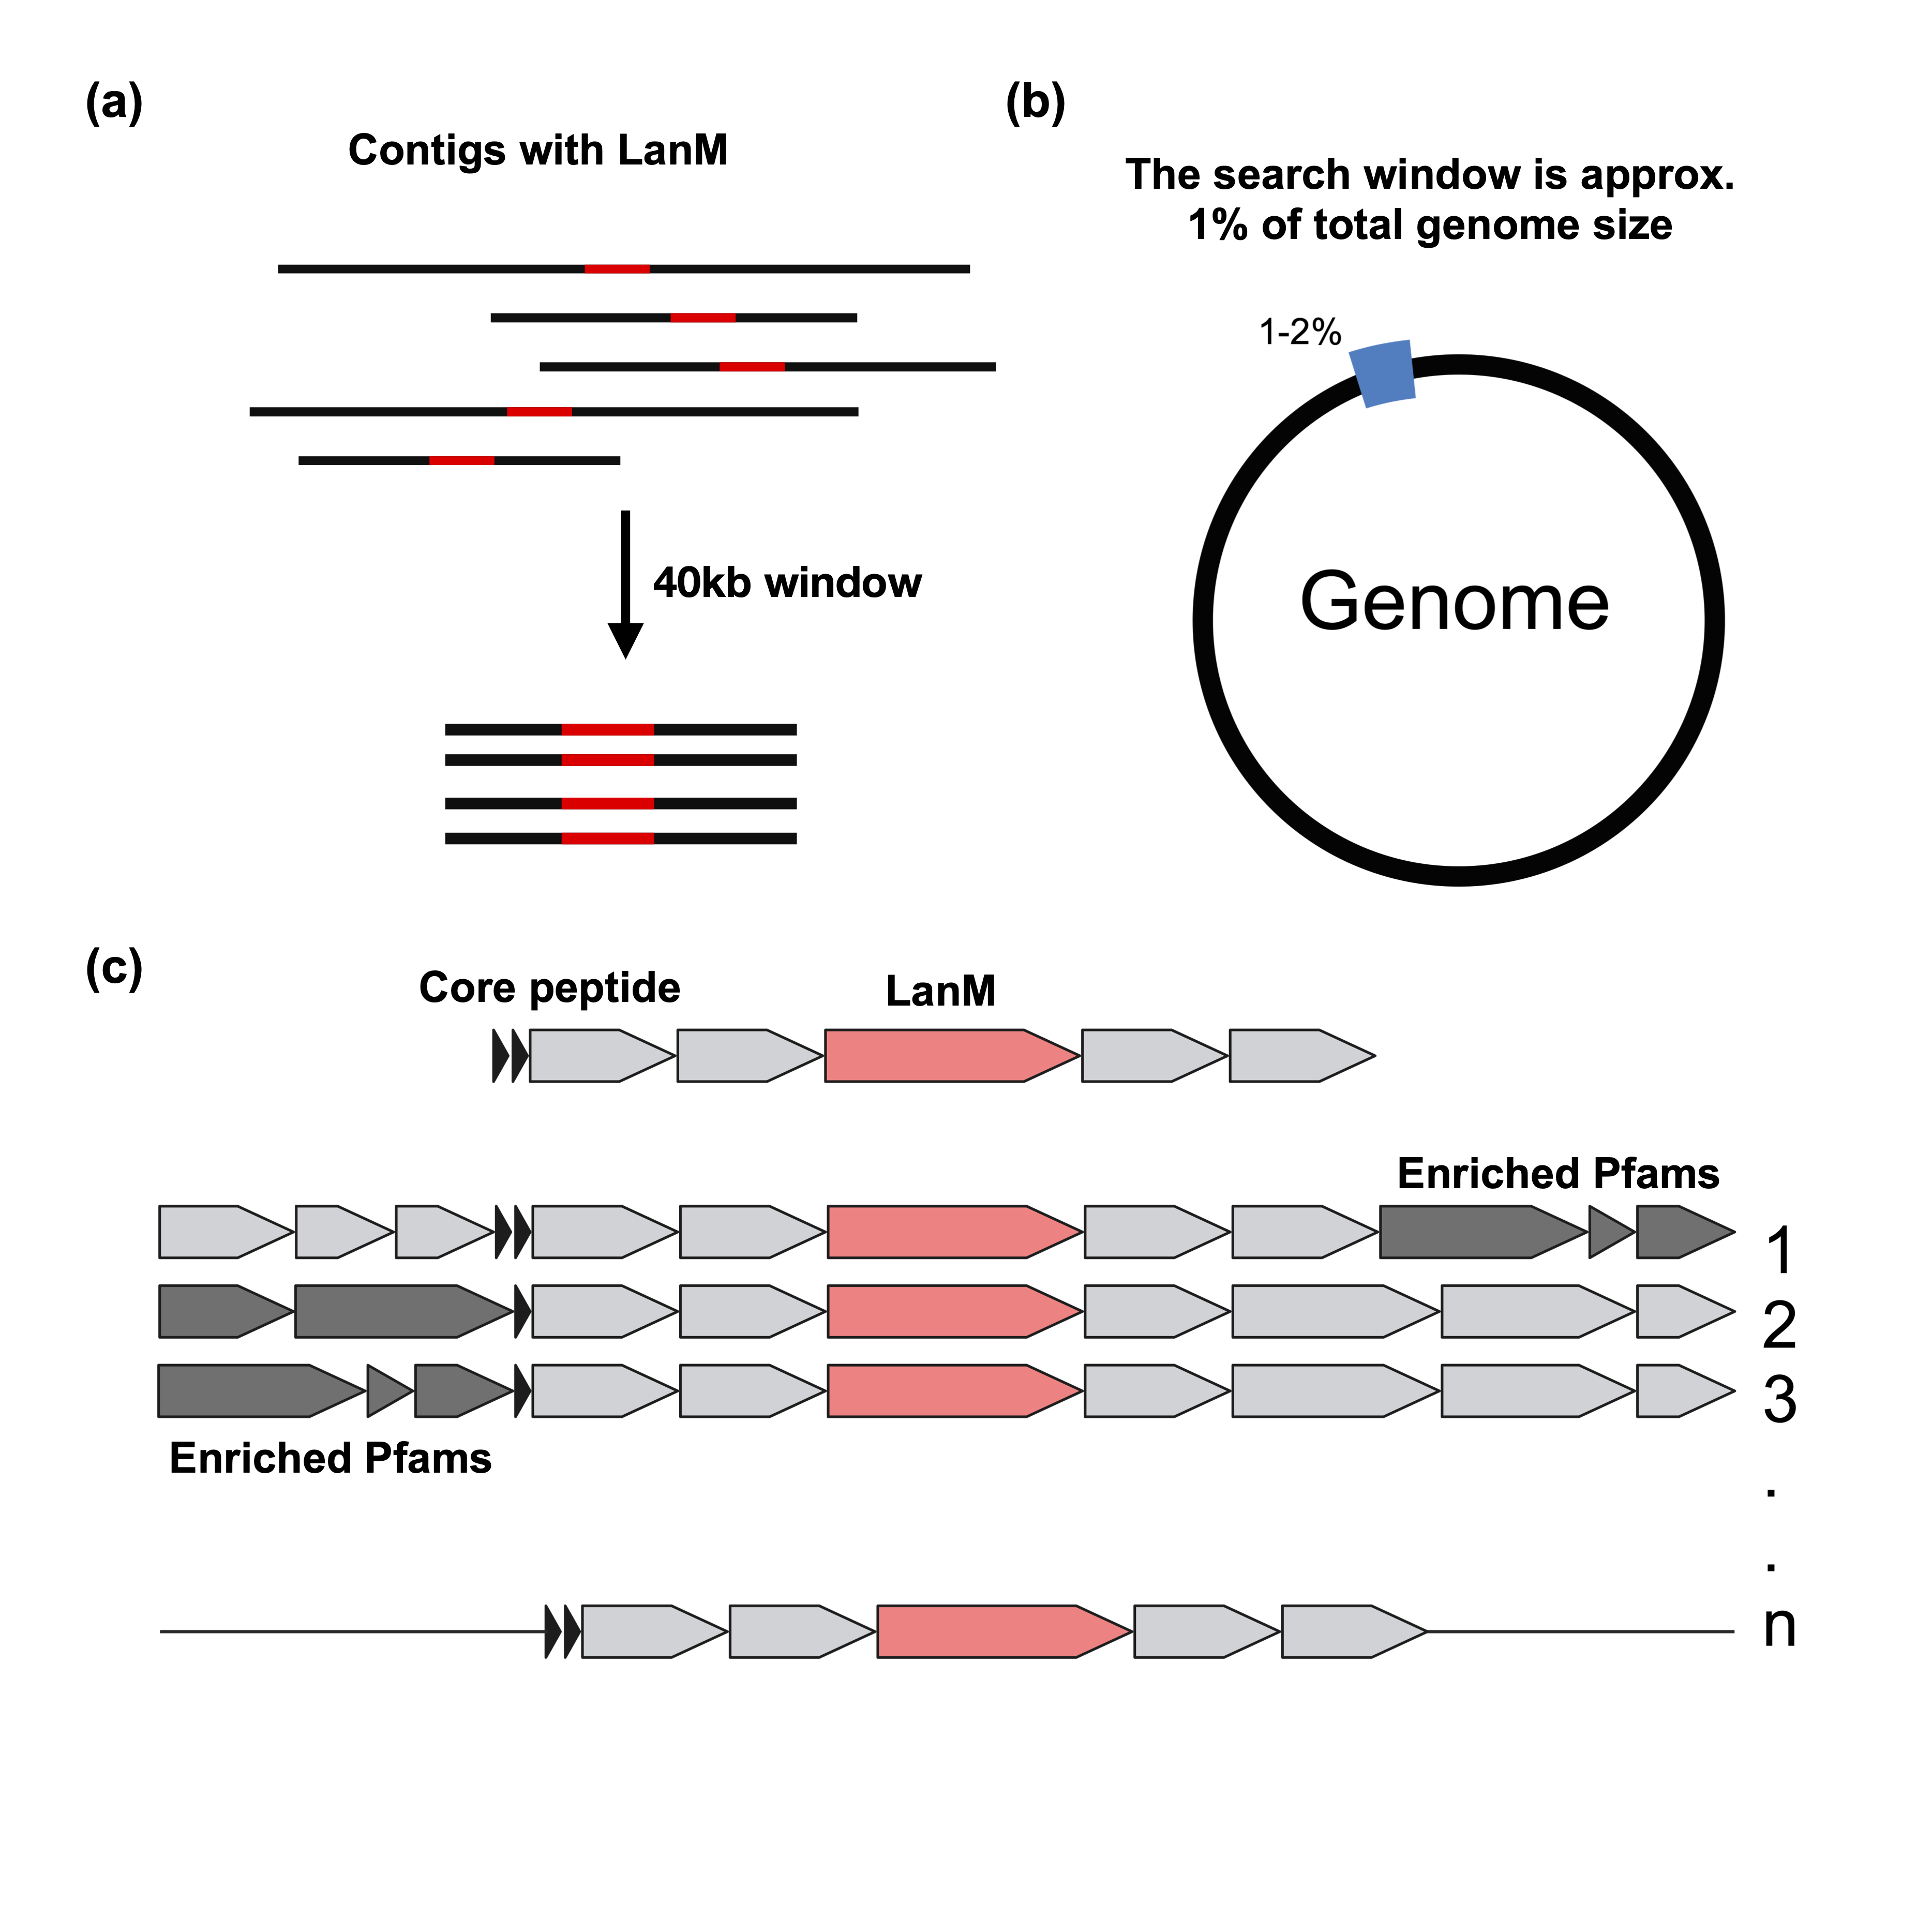 (a)
Contigs with LanM
40kb window
(b)
The search window is approx.
1% of total genome size
1-2%
Genome
(c)
Core peptide
LanM
Enriched Pfams
1
2
3
Enriched Pfams
.
.
n